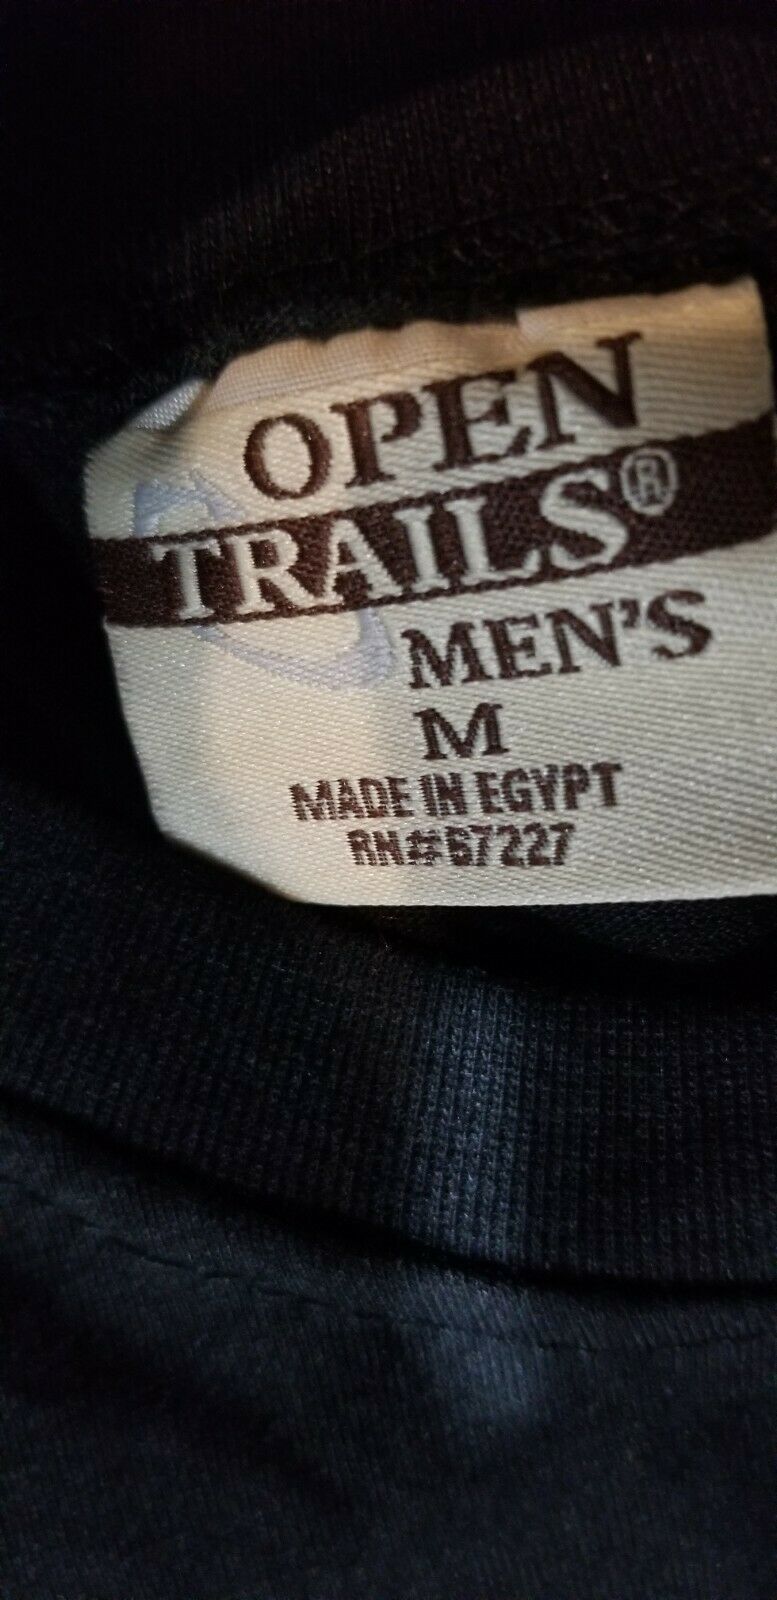 OPEN
TRAILS®
MEN'S
M
MADE IN EGYPT
RN#67227